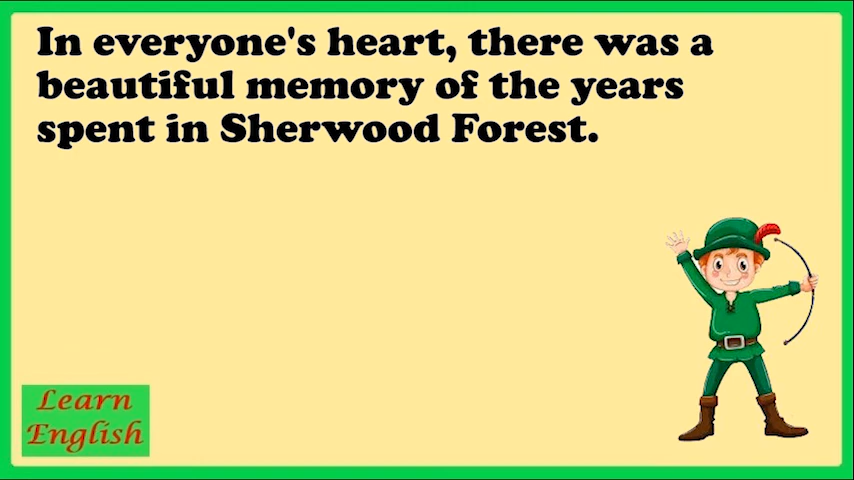 In everyone's heart, there was a
beautiful memory of the years
spent in Sherwood Forest.
Learn
English